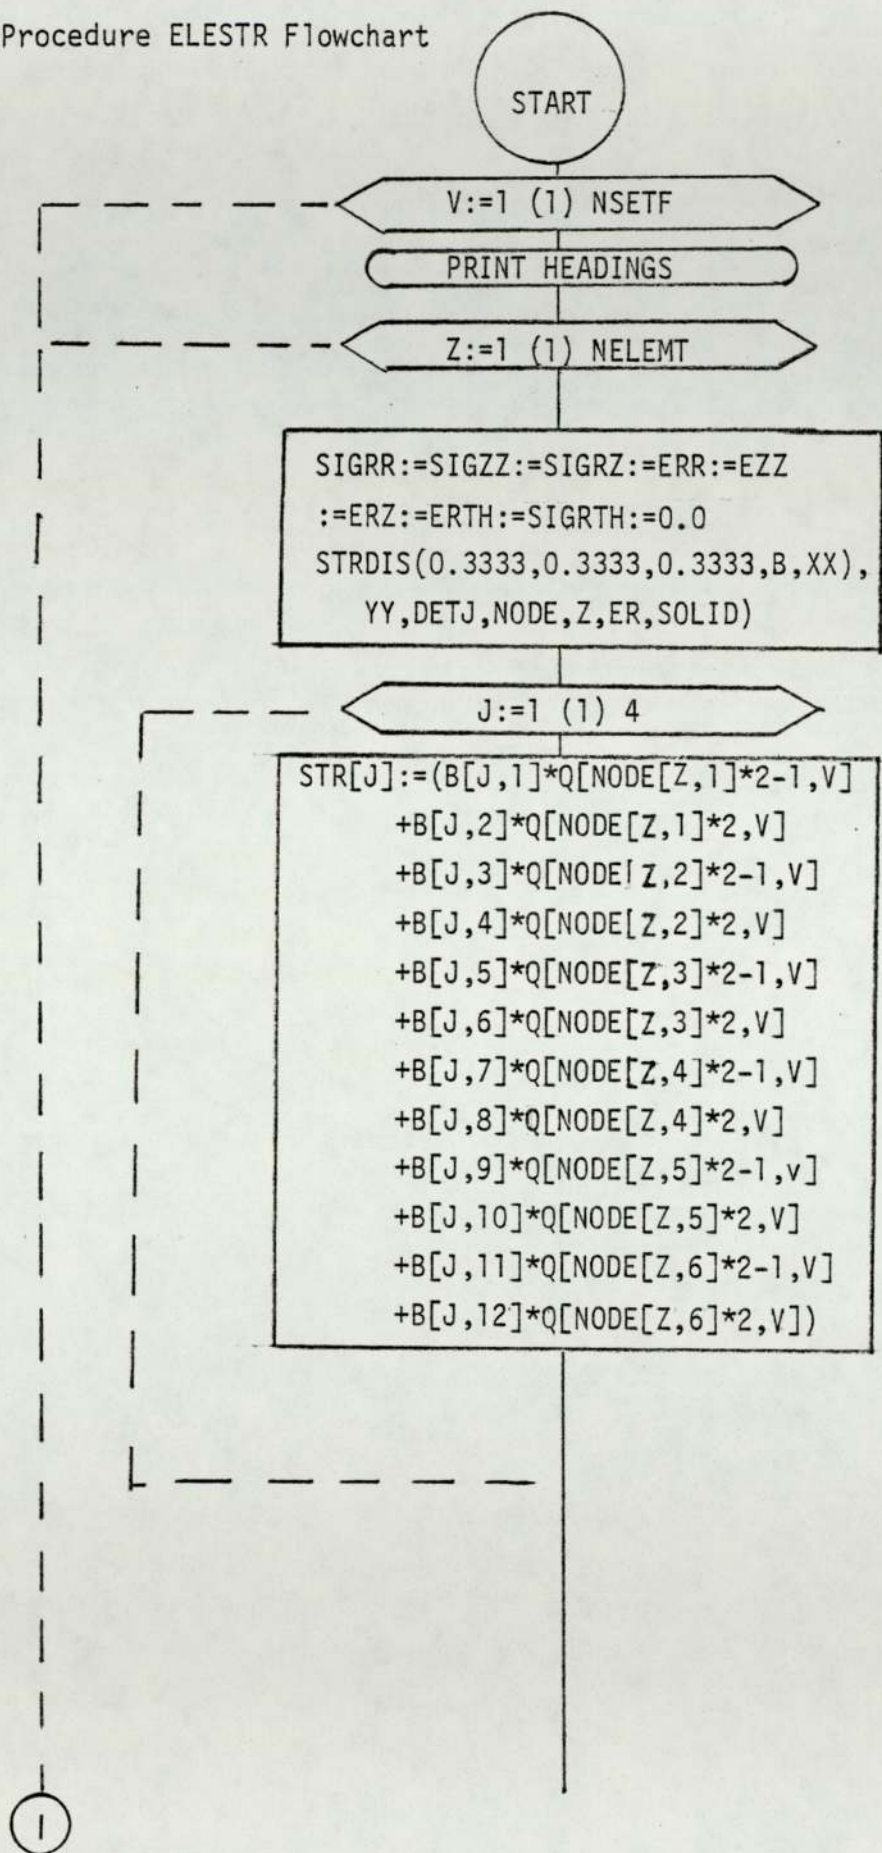 Procedure ELESTR Flowchart
START
V:=1 (1) NSETF
PRINT HEADINGS
Z:=1 (1) NELEMT
SIGRR:=SIGZZ:=SIGRZ:=ERR:=EZZ
:=ERZ:=ERTH:=SIGRTH:=0.0
STRDIS(0.3333,0.3333,0.3333,B,XX),
YY,DETJ,NODE,Z,ER,SOLID)
J:=1 (1) 4
STR[J]:=(B[J,1]*Q[NODE[Z,1]*2-1,V]
+B[J,2]*Q[NODE[Z,1]*2,V]
+B[J,3]*Q[NODE[Z,2]*2-1,V]
+B[J,4]*Q[NODE[Z,2]*2,V]
+B[J,5]*Q[NODE[Z,3]*2-1,V]
+B[J,6]*Q[NODE[Z,3]*2,V]
+B[J,7]*Q[NODE[Z,4]*2-1,V]
+B[J,8]*Q[NODE[Z,4]*2,V]
+B[J,9]*Q[NODE[Z,5]*2-1,v]
+B[J,10]*Q[NODE[Z,5]*2,V]
+B[J,11]*Q[NODE[Z,6]*2-1,V]
+B[J,12]*Q[NODE[Z,6]*2,V])
1